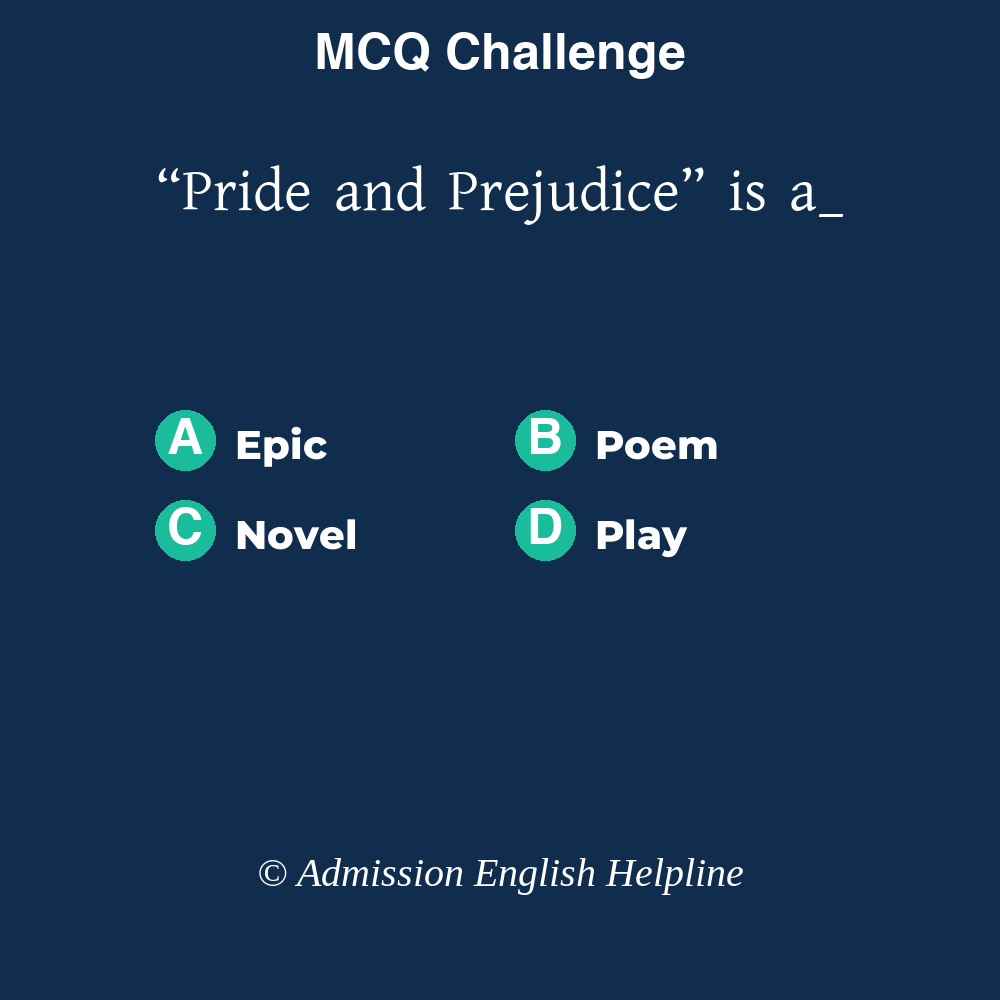 MCQ Challenge
“Pride and Prejudice” is a_
A Epic B Poem
C Novel D Play
© Admission English Helpline